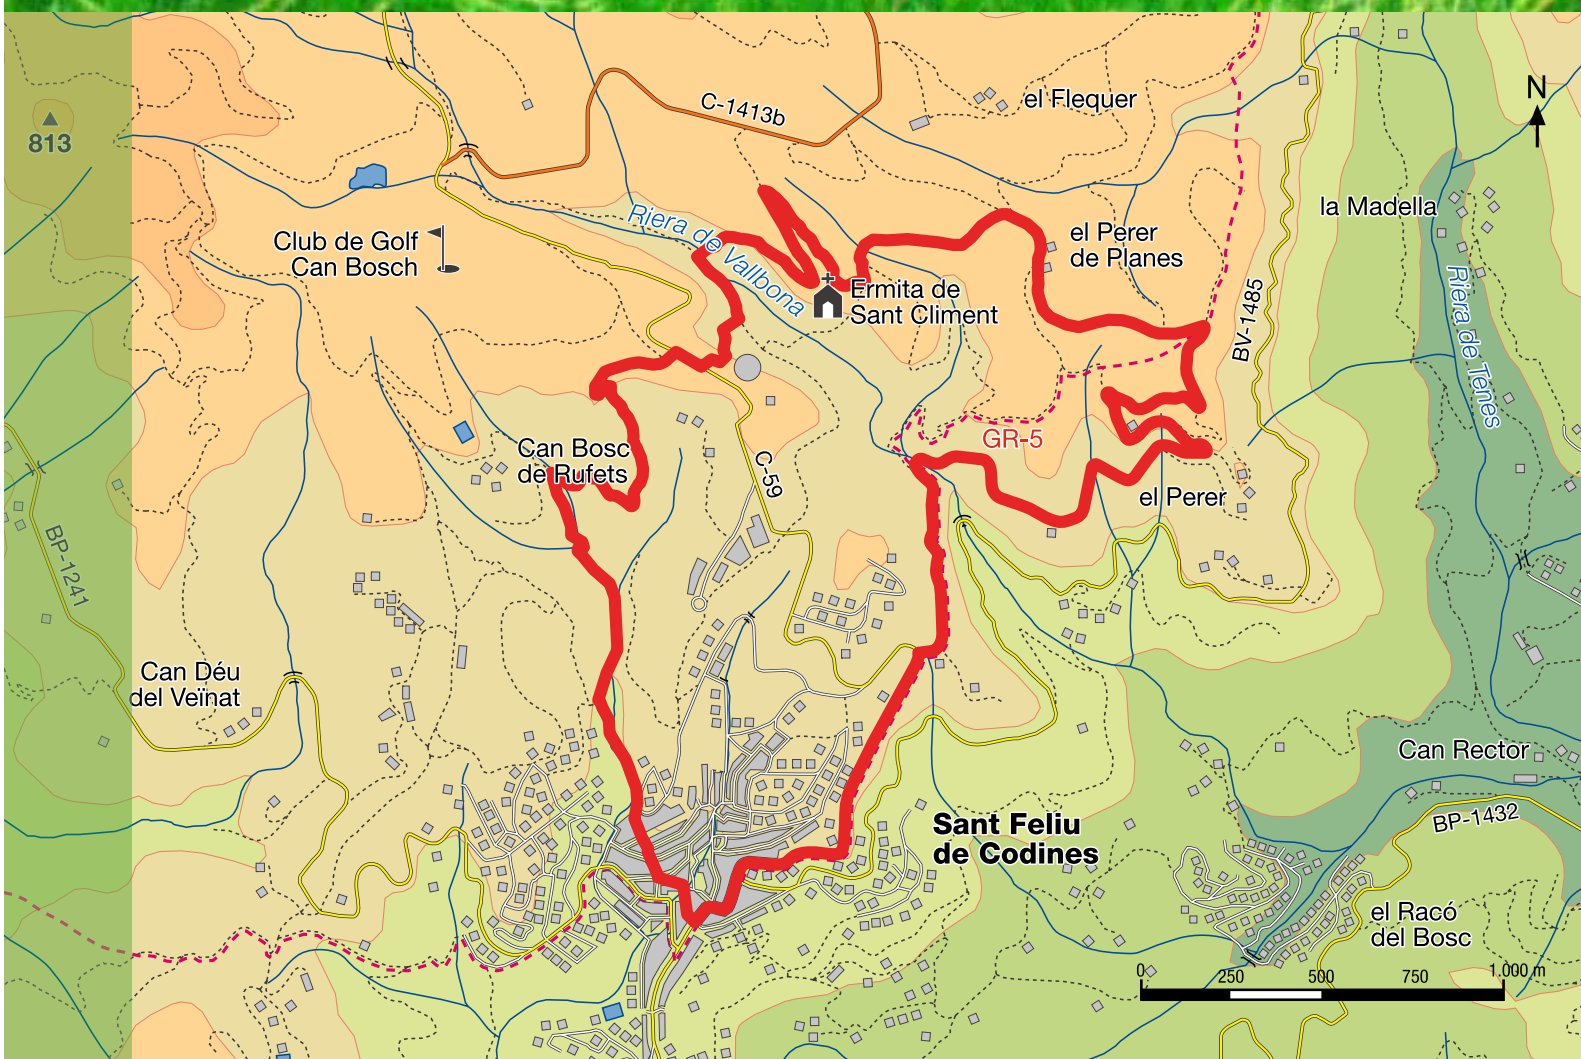 N
C-1413b
el Flequer
813
la Madella
Riera de Vallbona
Club de Golf
Can Bosch
el Perer
de Planes
Ermita de
Sant Climent
BV-1485
Riera de Tenes
GR-5
Can Bosc
de Rufets
C-59
el Perer
BP-1241
Can Déu
del Veïnat
Can Rector
BP-1432
Sant Feliu
de Codines
el Racó
del Bosc
0 250 500 750 1.000 m